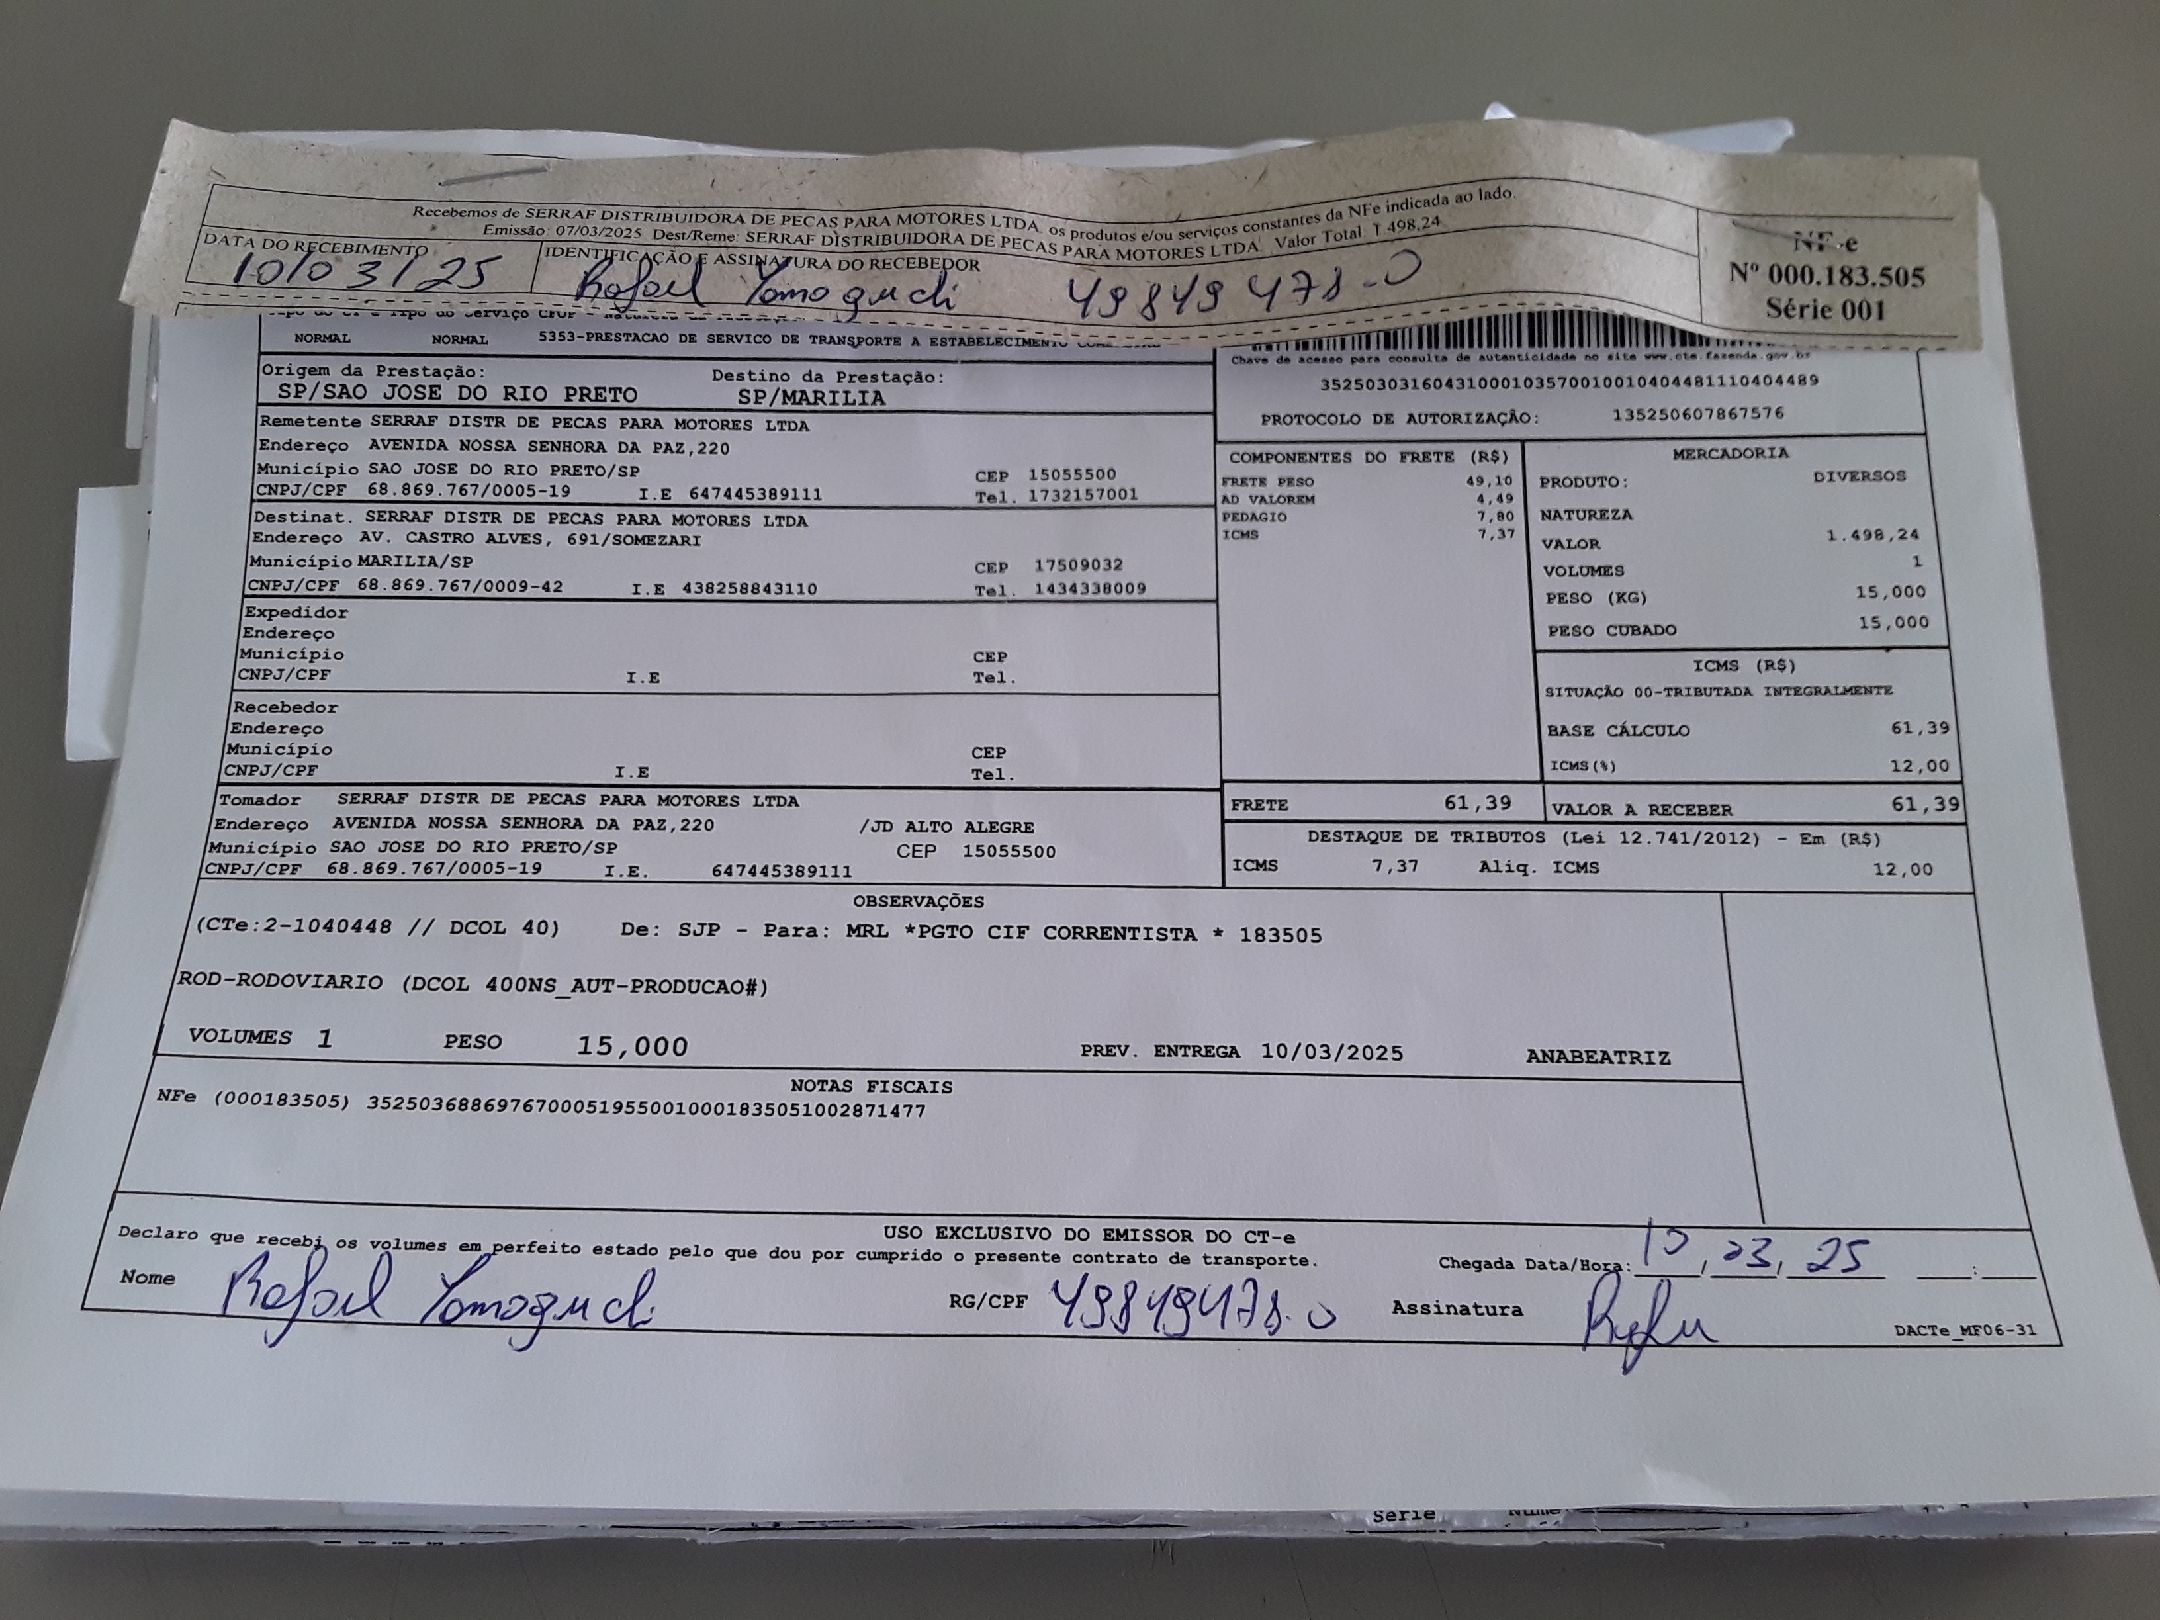 Recebemos de SERRAF DISTRIBUIDORA DE PECAS PARA MOTORES LTDA. os produtos e/ou serviços constantes da NFe indicada ao lado.
Emissão: 07/03/2025 Dest/Reme: SERRAF DISTRIBUIDORA DE PECAS PARA MOTORES LTDA Valor Total: 1.498,24
DATA DO RECEBIMENTO IDENTIFICAÇÃO E ASSINATURA DO RECEBEDOR
10/03/25 Rafael Yamaguchi 49849478-0
NF-e
Nº 000.183.505
Série 001
NORMAL NORMAL 5353-PRESTACAO DE SERVICO DE TRANSPORTE A ESTABELECIMENTO
Chave de acesso para consulta de autenticidade no site www.cte.fazenda.gov.br
35250303160431000103570010010404481110404489
PROTOCOLO DE AUTORIZAÇÃO: 135250607867576
Origem da Prestação: Destino da Prestação:
SP/SAO JOSE DO RIO PRETO SP/MARILIA
Remetente SERRAF DISTR DE PECAS PARA MOTORES LTDA
Endereço AVENIDA NOSSA SENHORA DA PAZ,220
Município SAO JOSE DO RIO PRETO/SP CEP 15055500
CNPJ/CPF 68.869.767/0005-19 I.E 647445389111 Tel. 1732157001
Destinat. SERRAF DISTR DE PECAS PARA MOTORES LTDA
Endereço AV. CASTRO ALVES, 691/SOMEZARI
Município MARILIA/SP CEP 17509032
CNPJ/CPF 68.869.767/0009-42 I.E 438258843110 Tel. 1434338009
Expedidor
Endereço
Município CEP
CNPJ/CPF I.E Tel.
Recebedor
Endereço
Município CEP
CNPJ/CPF I.E Tel.
Tomador SERRAF DISTR DE PECAS PARA MOTORES LTDA
Endereço AVENIDA NOSSA SENHORA DA PAZ,220 /JD ALTO ALEGRE
Município SAO JOSE DO RIO PRETO/SP CEP 15055500
CNPJ/CPF 68.869.767/0005-19 I.E. 647445389111
COMPONENTES DO FRETE (R$)
FRETE PESO 49,10
AD VALOREM 4,49
PEDAGIO 7,80
ICMS 7,37
MERCADORIA
PRODUTO: DIVERSOS
NATUREZA
VALOR 1.498,24
VOLUMES 1
PESO (KG) 15,000
PESO CUBADO 15,000
ICMS (R$)
SITUAÇÃO 00-TRIBUTADA INTEGRALMENTE
BASE CÁLCULO 61,39
ICMS(%) 12,00
FRETE 61,39 VALOR A RECEBER 61,39
DESTAQUE DE TRIBUTOS (Lei 12.741/2012) - Em (R$)
ICMS 7,37 Aliq. ICMS 12,00
OBSERVAÇÕES
(CTe:2-1040448 // DCOL 40) De: SJP - Para: MRL *PGTO CIF CORRENTISTA * 183505
ROD-RODOVIARIO (DCOL 400NS_AUT-PRODUCAO#)
VOLUMES 1 PESO 15,000 PREV. ENTREGA 10/03/2025 ANABEATRIZ
NOTAS FISCAIS
NFe (000183505) 35250368869767000519550010001835051002871477
USO EXCLUSIVO DO EMISSOR DO CT-e
Declaro que recebi os volumes em perfeito estado pelo que dou por cumprido o presente contrato de transporte.
Chegada Data/Hora: 10, 03, 25 :
Nome Rafael Yamaguchi RG/CPF 49849478-0 Assinatura
DACTe_MF06-31
Serie